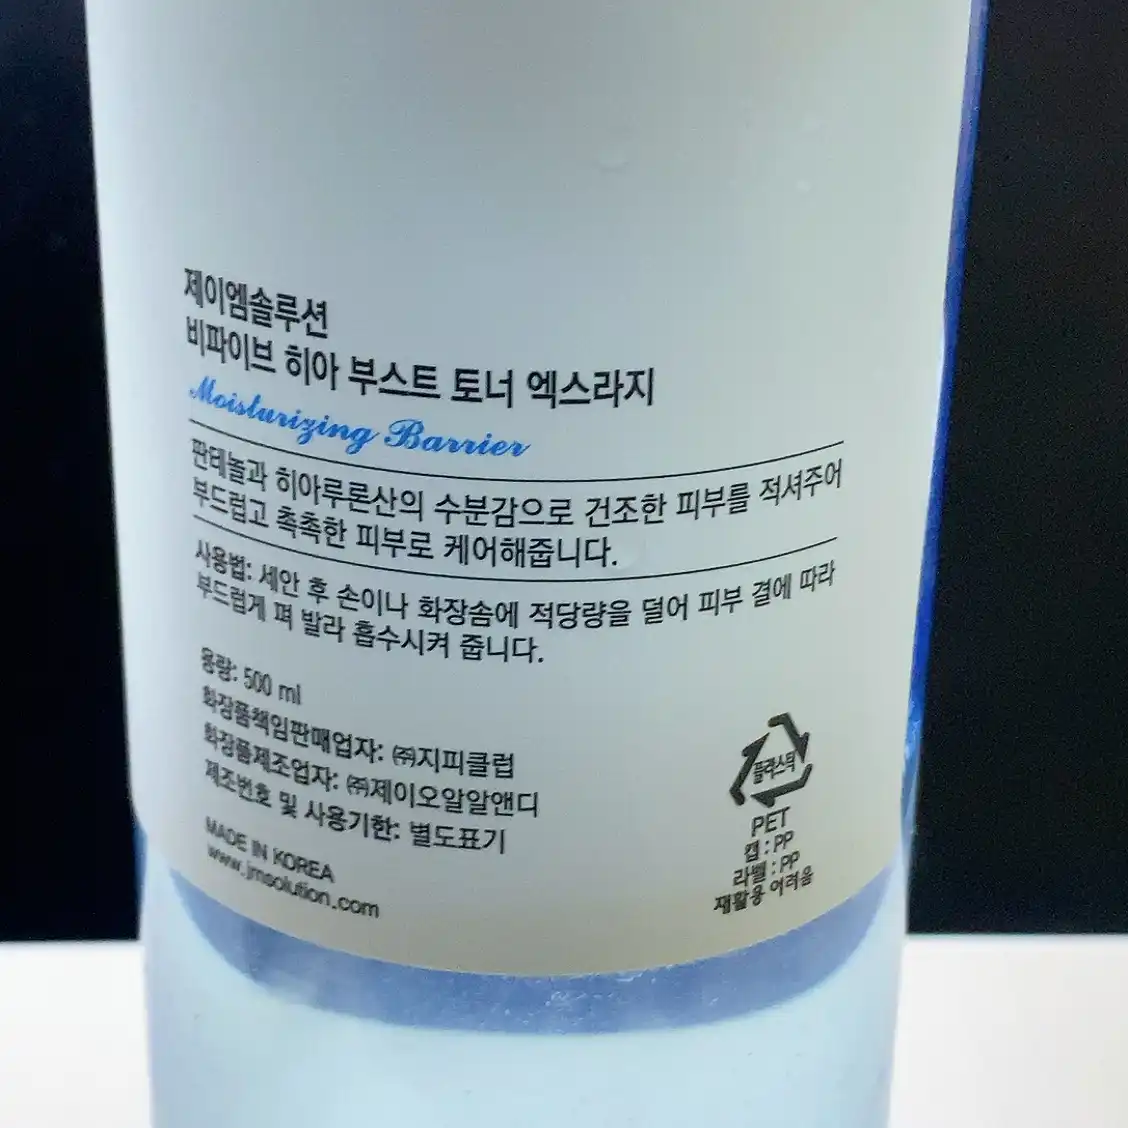 제이엠솔루션
비파이브 히아 부스트 토너 엑스라지
Moisturizing Barrier
판테놀과 히아루론산의 수분감으로 건조한 피부를 적셔주어
부드럽고 촉촉한 피부로 케어해줍니다.
사용법: 세안 후 손이나 화장솜에 적당량을 덜어 피부 결에 따라
부드럽게 펴 발라 흡수시켜 줍니다.
용량: 500 ml
화장품책임판매업자: ㈜지피클럽
화장품제조업자: ㈜제이오알알앤디
제조번호 및 사용기한: 별도표기
MADE IN KOREA
www.jmsolution.com
플라스틱
PET
캡 : PP
라벨 : PP
재활용 어려움